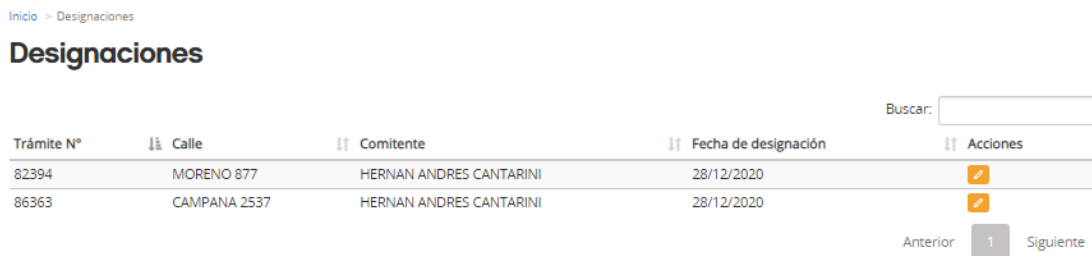 Inicio > Designaciones
Designaciones
Buscar:
Trámite N° Calle Comitente Fecha de designación Acciones
82394 MORENO 877 HERNAN ANDRES CANTARINI 28/12/2020
86363 CAMPANA 2537 HERNAN ANDRES CANTARINI 28/12/2020
Anterior 1 Siguiente